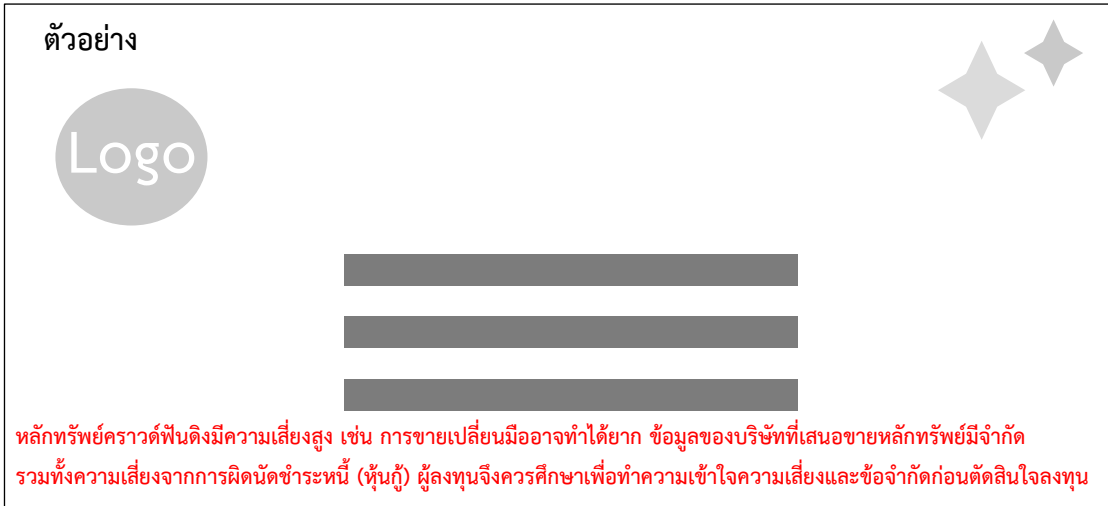 ตัวอย่าง
Logo
หลักทรัพย์คราวด์ฟันดิงมีความเสี่ยงสูง เช่น การขายเปลี่ยนมืออาจทำได้ยาก ข้อมูลของบริษัทที่เสนอขายหลักทรัพย์มีจำกัด
รวมทั้งความเสี่ยงจากการผิดนัดชำระหนี้ (หุ้นกู้) ผู้ลงทุนจึงควรศึกษาเพื่อทำความเข้าใจความเสี่ยงและข้อจำกัดก่อนตัดสินใจลงทุน